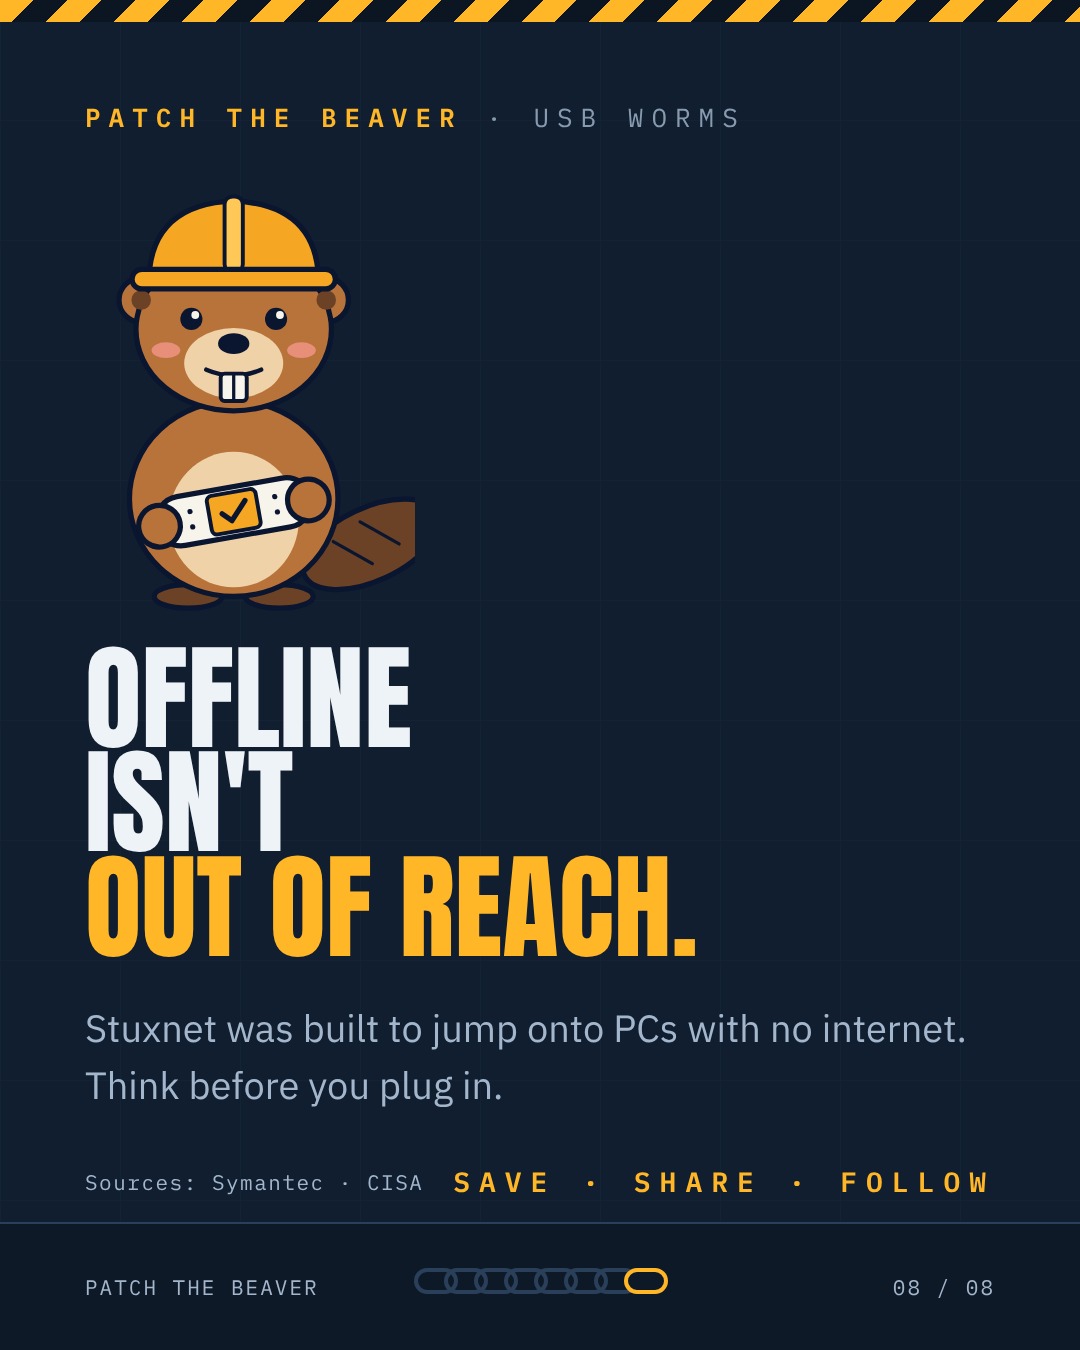 PATCH THE BEAVER · USB WORMS
OFFLINE
ISN'T
OUT OF REACH.
Stuxnet was built to jump onto PCs with no internet.
Think before you plug in.
Sources: Symantec · CISA SAVE · SHARE · FOLLOW
PATCH THE BEAVER 08 / 08